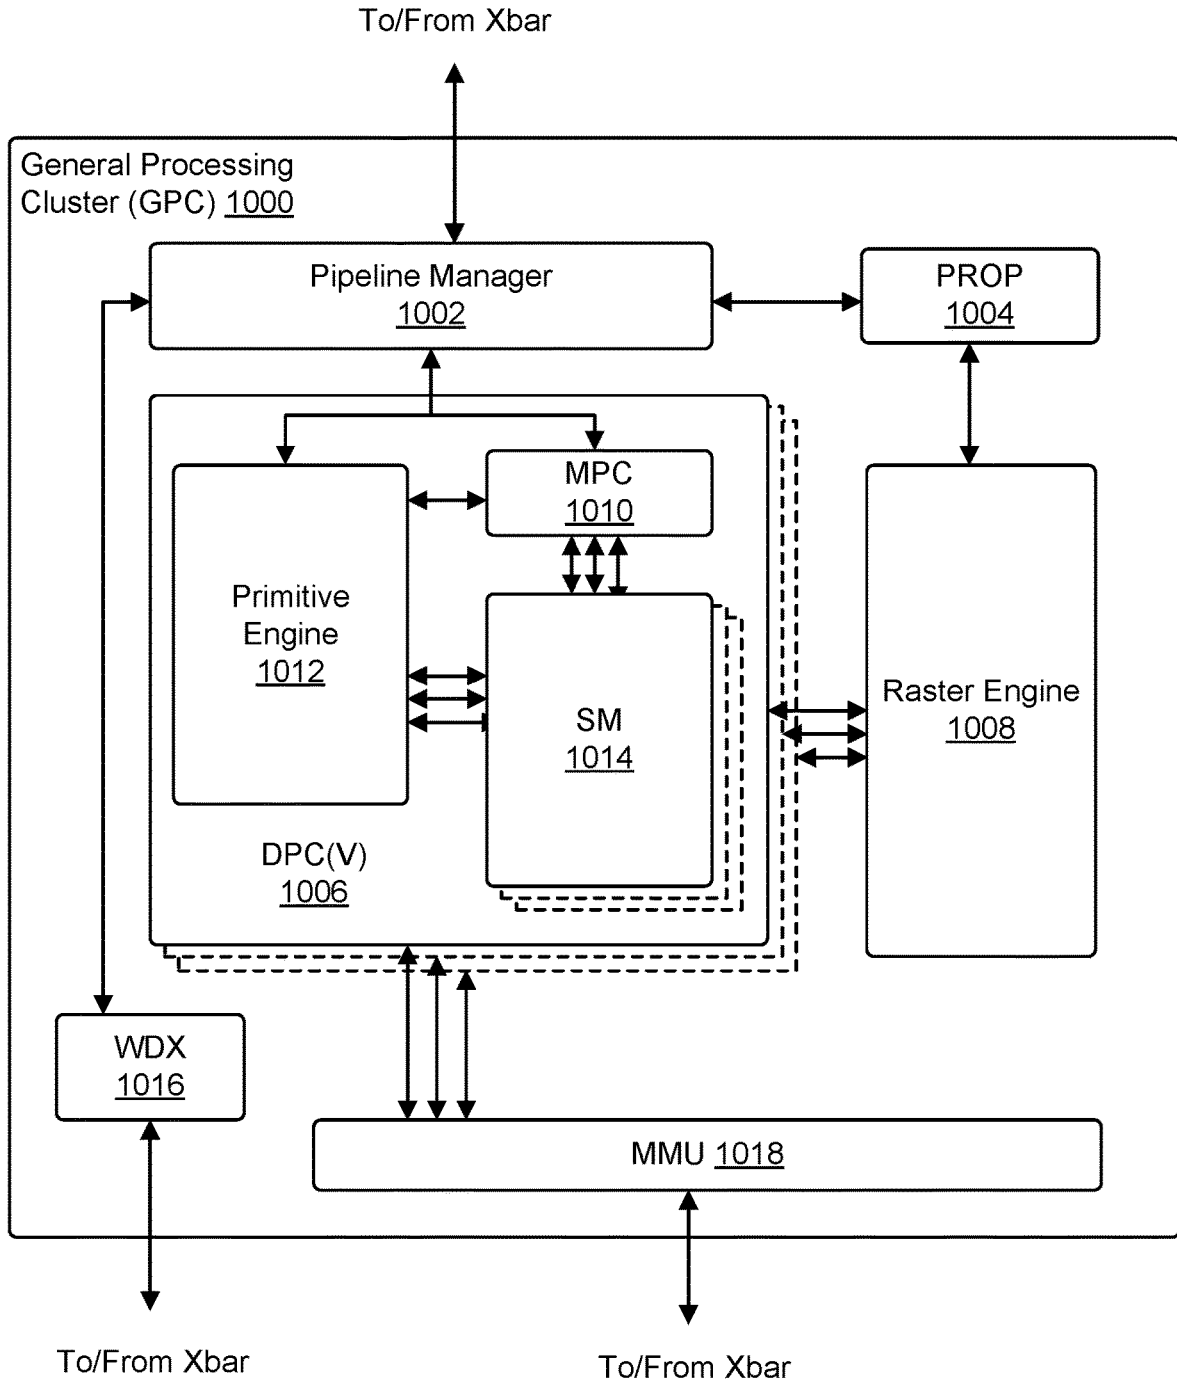 To/From Xbar
General Processing
Cluster (GPC) 1000
Pipeline Manager
1002
PROP
1004
MPC
1010
Primitive
Engine
1012
SM
1014
Raster Engine
1008
DPC(V)
1006
WDX
1016
MMU 1018
To/From Xbar
To/From Xbar